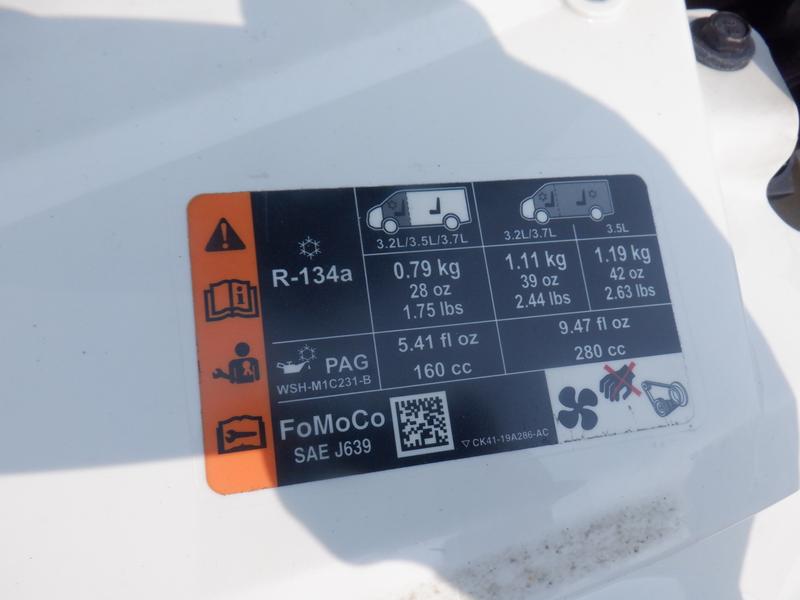 3.2L/3.5L/3.7L
3.2L/3.7L
3.5L
R-134a
0.79 kg
28 oz
1.75 lbs
1.11 kg
39 oz
2.44 lbs
1.19 kg
42 oz
2.63 lbs
PAG
WSH-M1C231-B
5.41 fl oz
160 cc
9.47 fl oz
280 cc
FoMoCo
SAE J639
CK41-19A286-AC